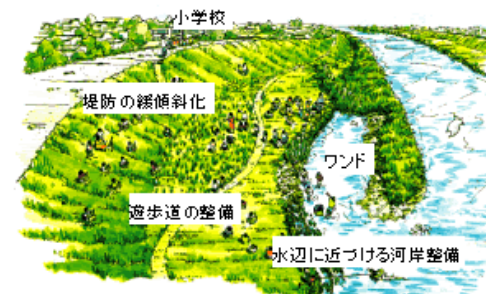 小学校
堤防の緩傾斜化
ワンド
遊歩道の整備
水辺に近づける河岸整備